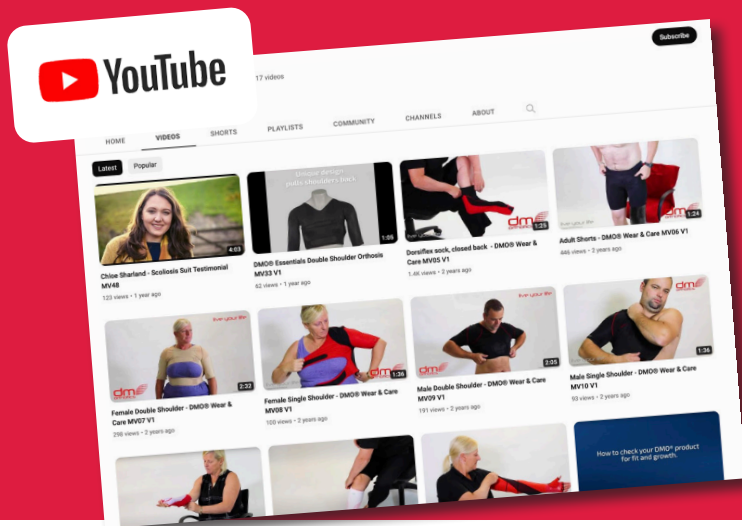 YouTube
17 videos
Subscribe
HOME VIDEOS SHORTS PLAYLISTS COMMUNITY CHANNELS ABOUT
Latest Popular
4:03
unique design
pulls shoulders back
1:05
dm
1:25
live your life
dm
1:24
Chloe Sharland - Scoliosis Suit Testimonial
MV48
123 views • 1 year ago
DMO® Essentials Double Shoulder Orthosis
MV33 V1
62 views • 1 year ago
Dorsiflex sock, closed back - DMO® Wear &
Care MV05 V1
1.4K views • 2 years ago
Adult Shorts - DMO® Wear & Care MV06 V1
446 views • 2 years ago
live your life
dm
2:32
dm
1:36
live your life
2:05
dm
1:36
Female Double Shoulder - DMO® Wear &
Care MV07 V1
298 views • 2 years ago
Female Single Shoulder - DMO® Wear & Care
MV08 V1
100 views • 2 years ago
Male Double Shoulder - DMO® Wear & Care
MV09 V1
191 views • 2 years ago
Male Single Shoulder - DMO® Wear & Care
MV10 V1
93 views • 2 years ago
How to check your DMO® product
for fit and growth.